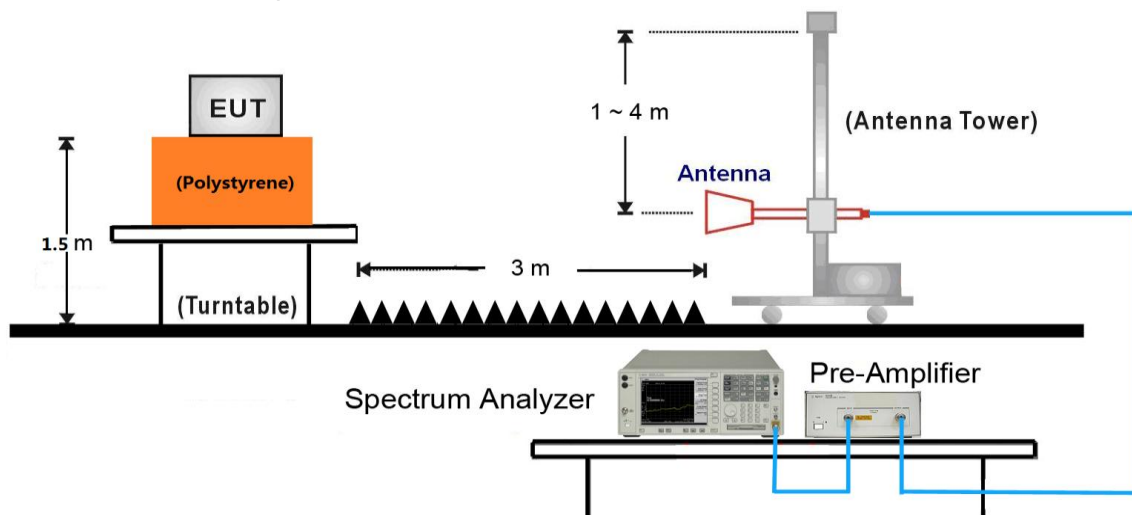 EUT
(Polystyrene)
1.5 m
(Turntable)
3 m
1 ~ 4 m
Antenna
(Antenna Tower)
Spectrum Analyzer
Pre-Amplifier